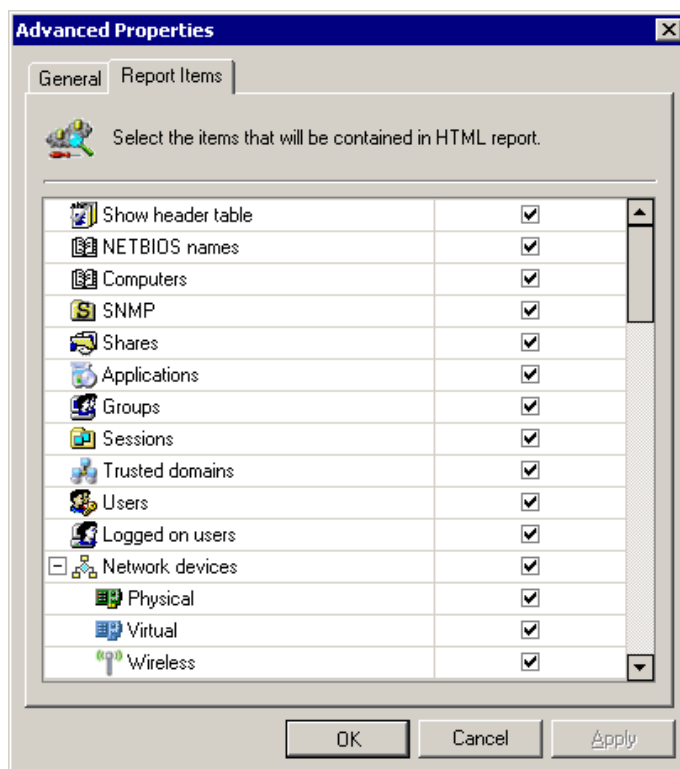 Advanced Properties
General
Report Items
Select the items that will be contained in HTML report.
Show header table
NETBIOS names
Computers
SNMP
Shares
Applications
Groups
Sessions
Trusted domains
Users
Logged on users
Network devices
Physical
Virtual
Wireless
OK
Cancel
Apply